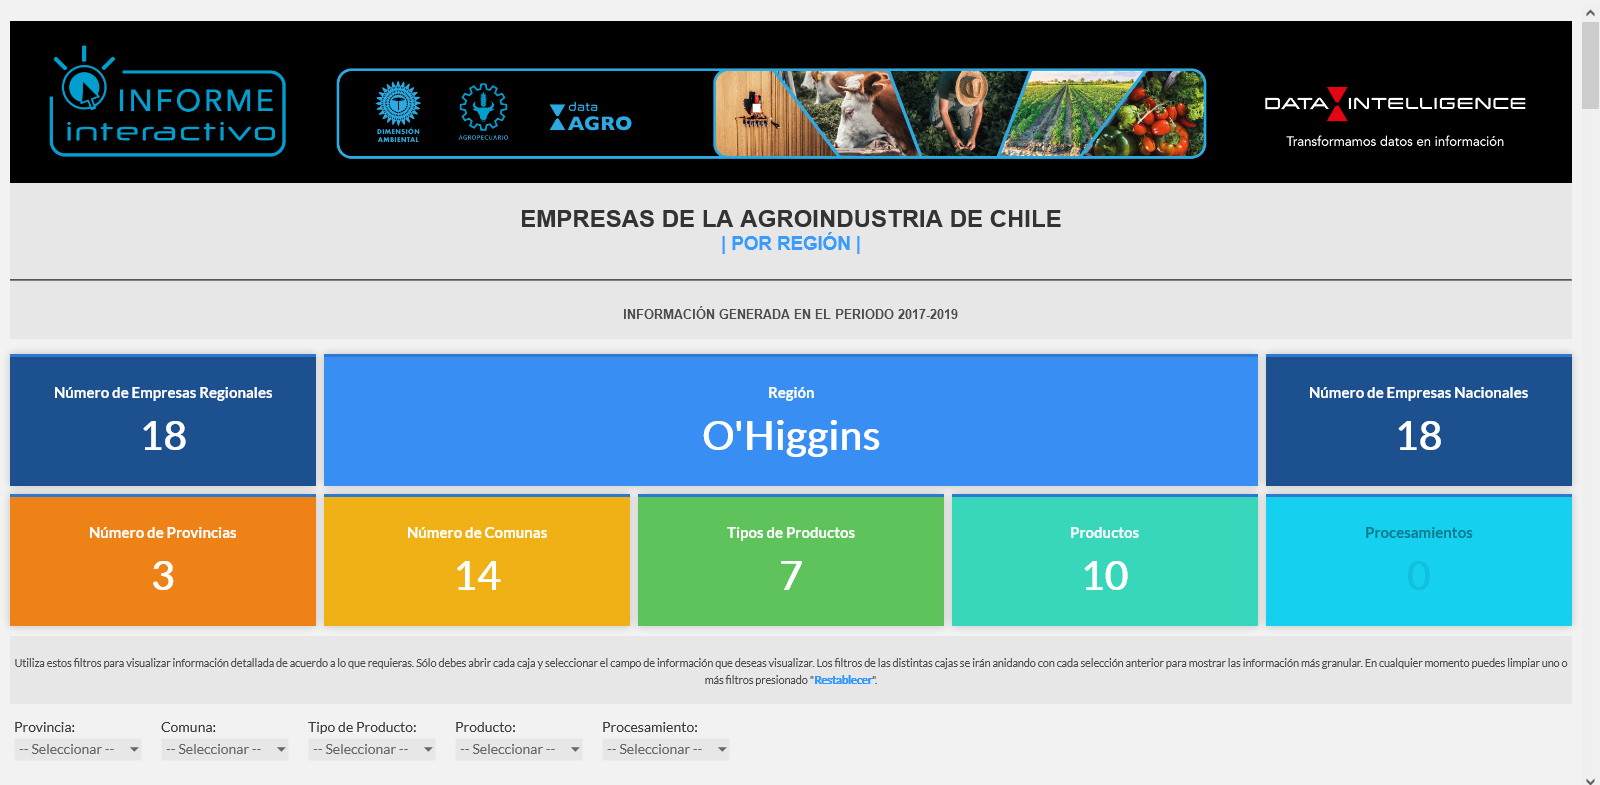 INFORME
interactivo
DIMENSIÓN
AMBIENTAL
AGROPECUARIO
data
AGRO
DATA INTELLIGENCE
Transformamos datos en información
EMPRESAS DE LA AGROINDUSTRIA DE CHILE
| POR REGIÓN |
INFORMACIÓN GENERADA EN EL PERIODO 2017-2019
Número de Empresas Regionales
18
Región
O'Higgins
Número de Empresas Nacionales
18
Número de Provincias
3
Número de Comunas
14
Tipos de Productos
7
Productos
10
Procesamientos
0
Utiliza estos filtros para visualizar información detallada de acuerdo a lo que requieras. Sólo debes abrir cada caja y seleccionar el campo de información que deseas visualizar. Los filtros de las distintas cajas se irán anidando con cada selección anterior para mostrar las información más granular. En cualquier momento puedes limpiar uno o
más filtros presionado "Restablecer".
Provincia: Comuna: Tipo de Producto: Producto: Procesamiento:
-- Seleccionar -- -- Seleccionar -- -- Seleccionar -- -- Seleccionar -- -- Seleccionar --